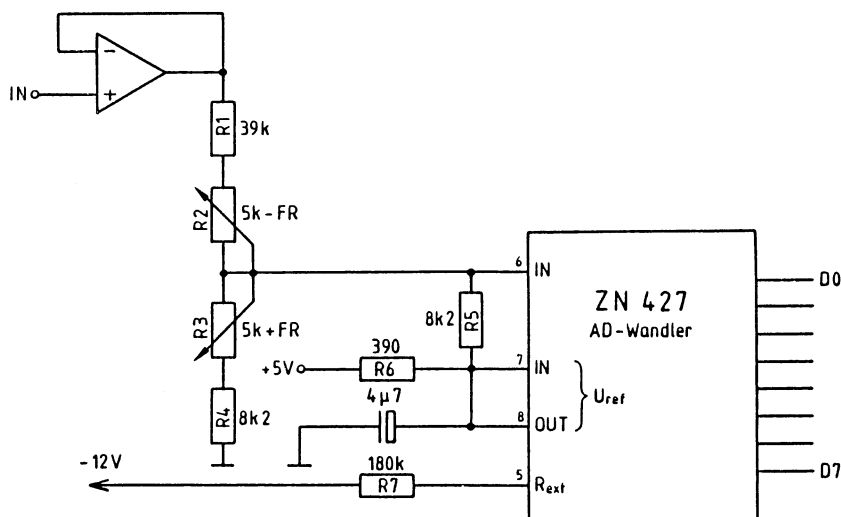 −
IN
+
R1
39k
R2
5k−FR
R3
5k+FR
R4
8k2
6
IN
ZN 427
AD-Wandler
D0
8k2
R5
+5V
390
R6
7
IN
Uref
4µ7
8
OUT
-12V
180k
R7
5
Rext
D7